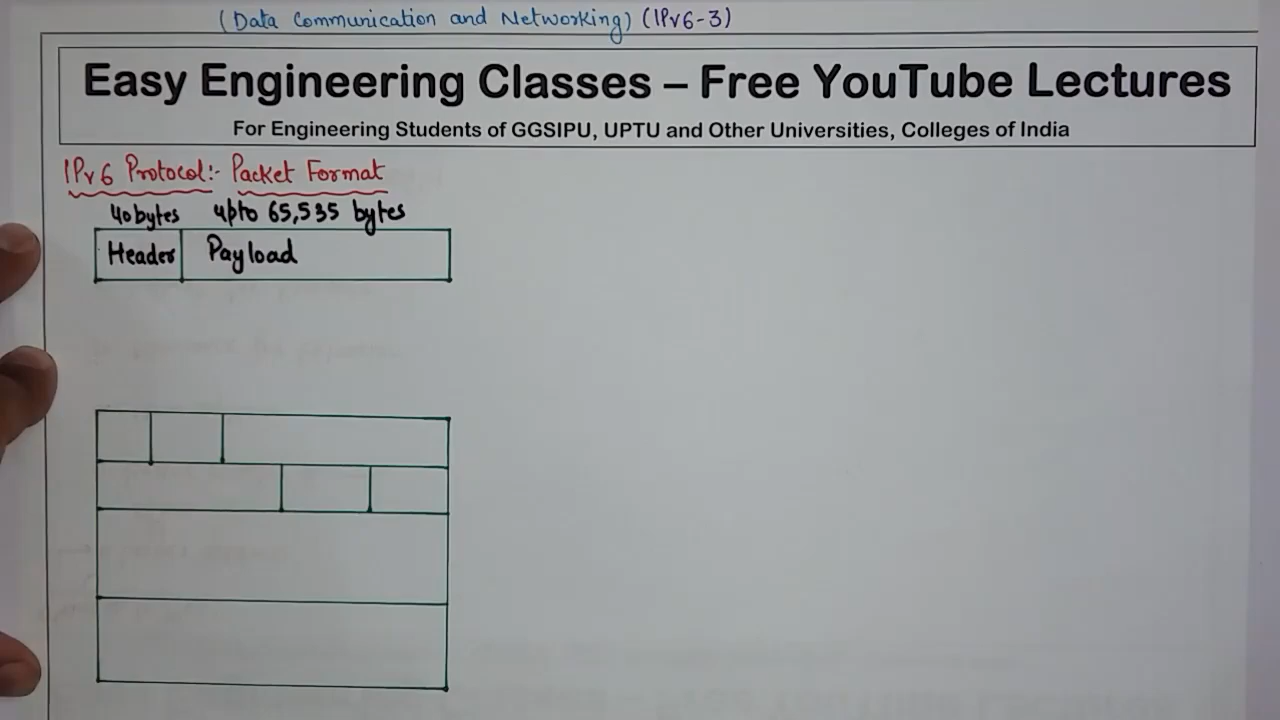 (Data Communication and Networking) (IPv6-3)
Easy Engineering Classes – Free YouTube Lectures
For Engineering Students of GGSIPU, UPTU and Other Universities, Colleges of India
IPv6 Protocol:- Packet Format
40bytes upto 65,535 bytes
Header Payload